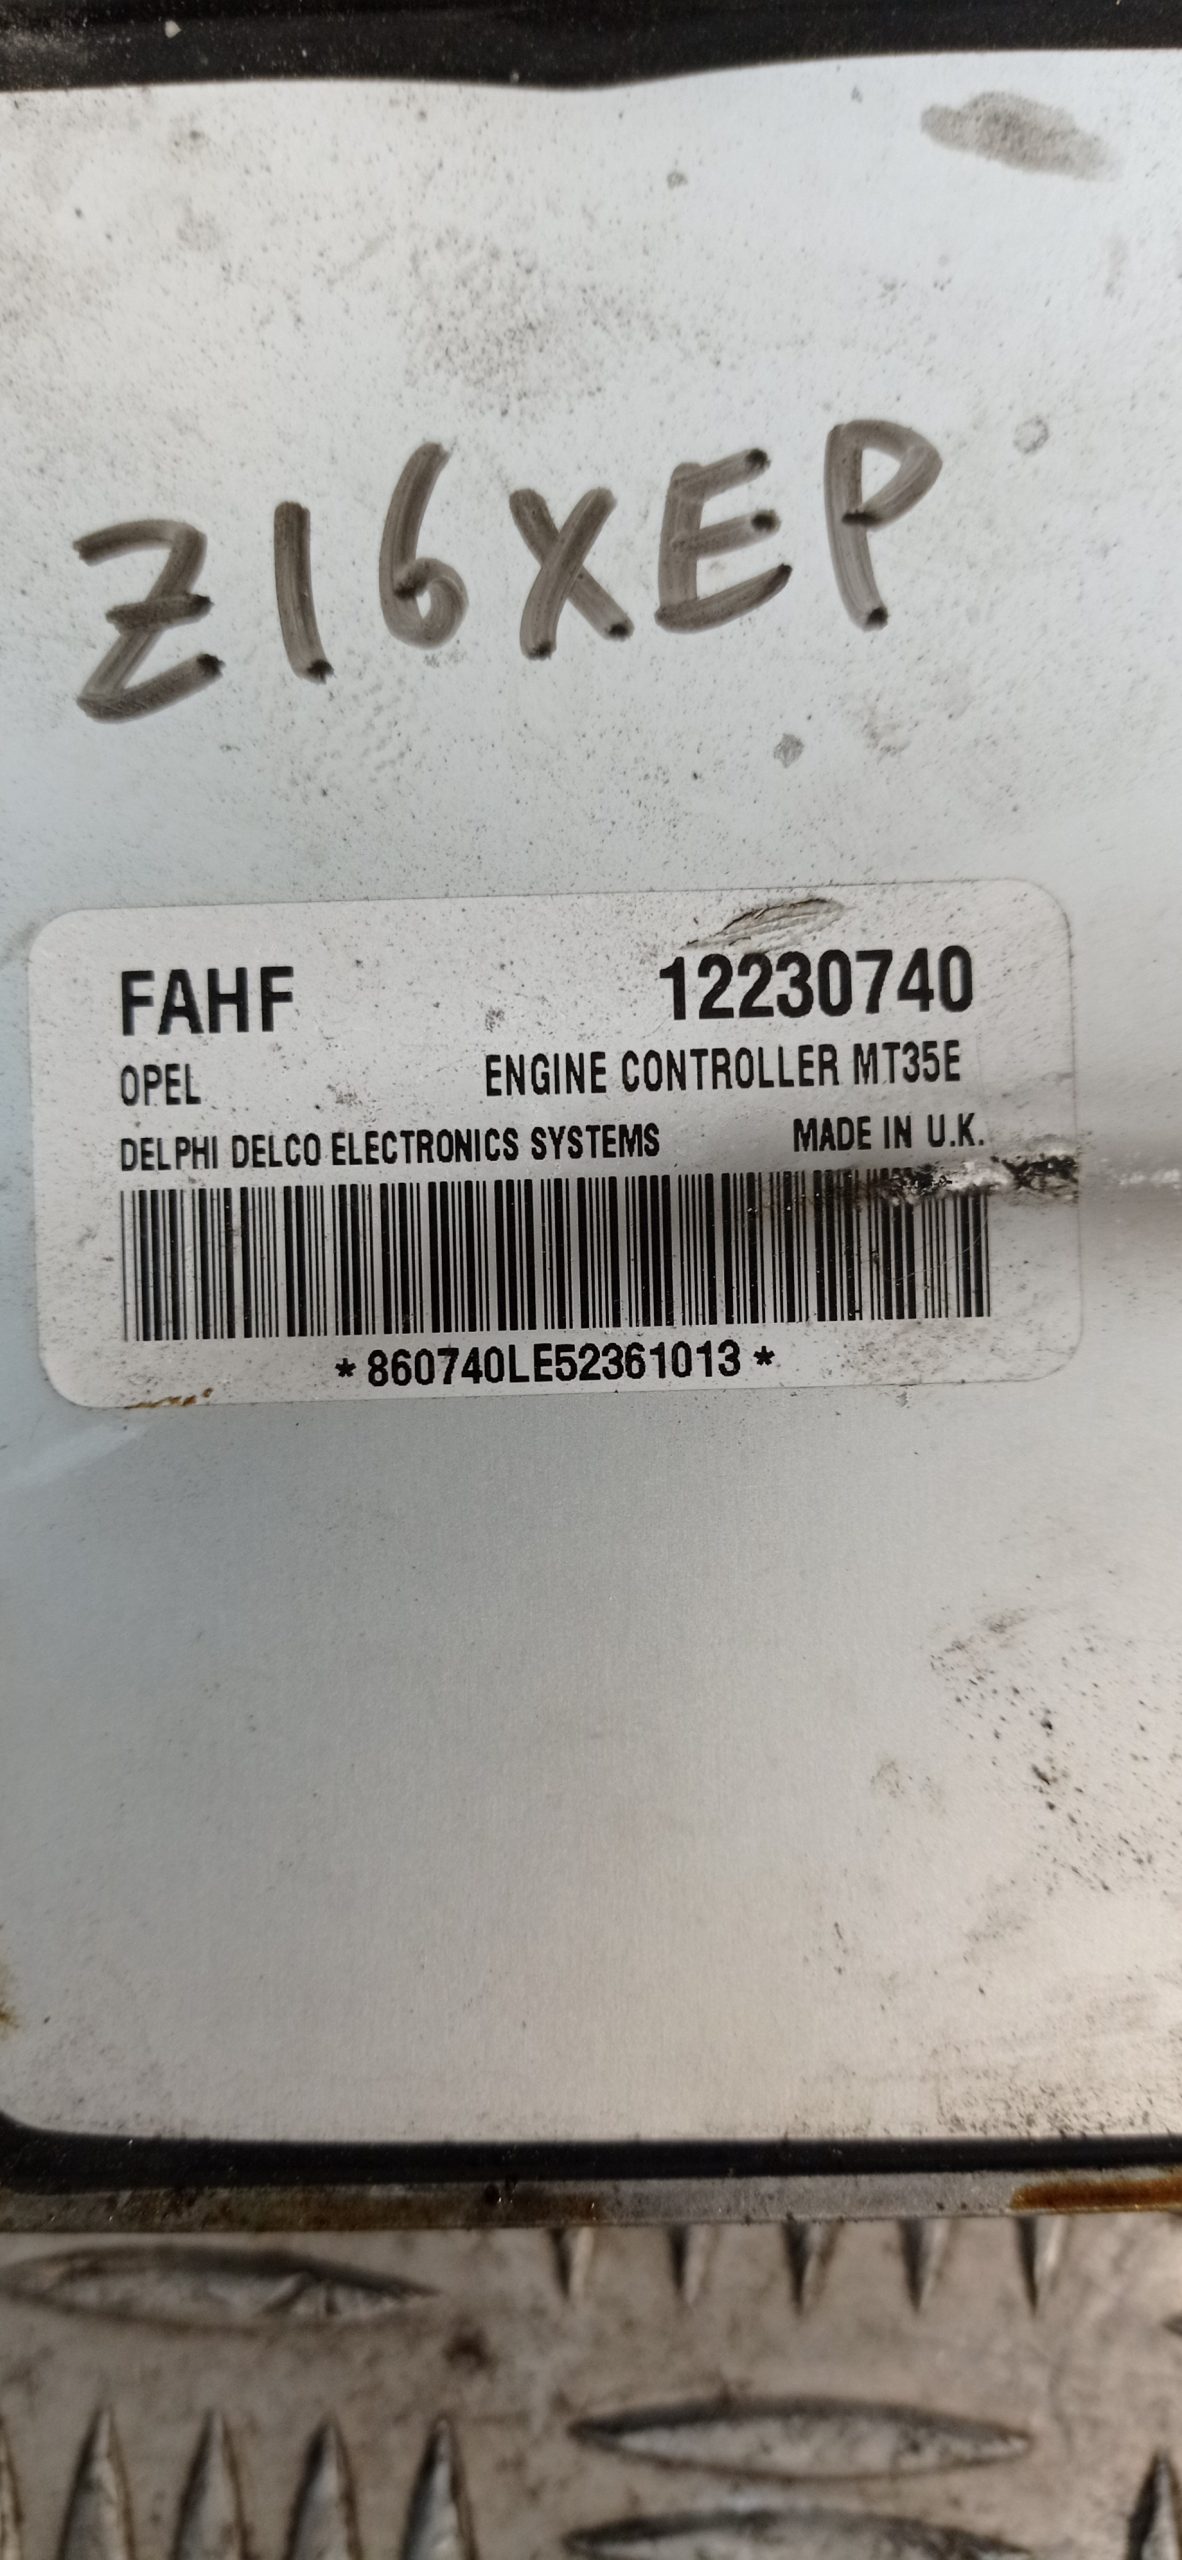 Z16XEP
FAHF 12230740
OPEL ENGINE CONTROLLER MT35E
DELPHI DELCO ELECTRONICS SYSTEMS MADE IN U.K.
*860740LE52361013*